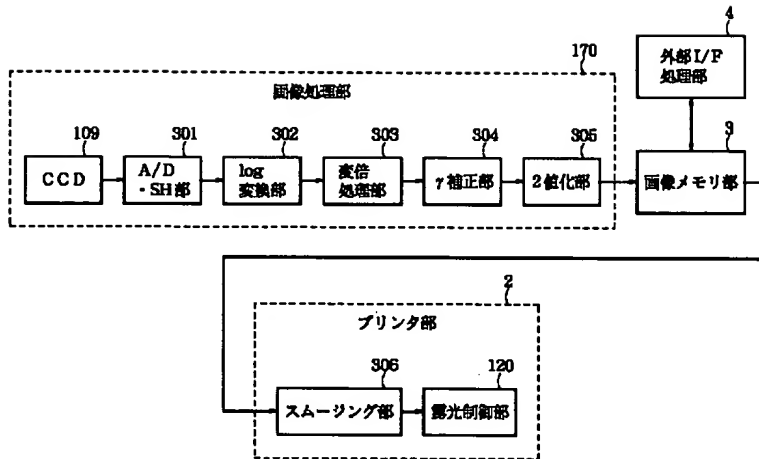 4
外部I/F
処理部
170
画像処理部
109
301
302
303
304
305
3
CCD
A/D
・SH部
log
変換部
変倍
処理部
γ補正部
2値化部
画像メモリ部
2
プリンタ部
306
120
スムージング部
露光制御部